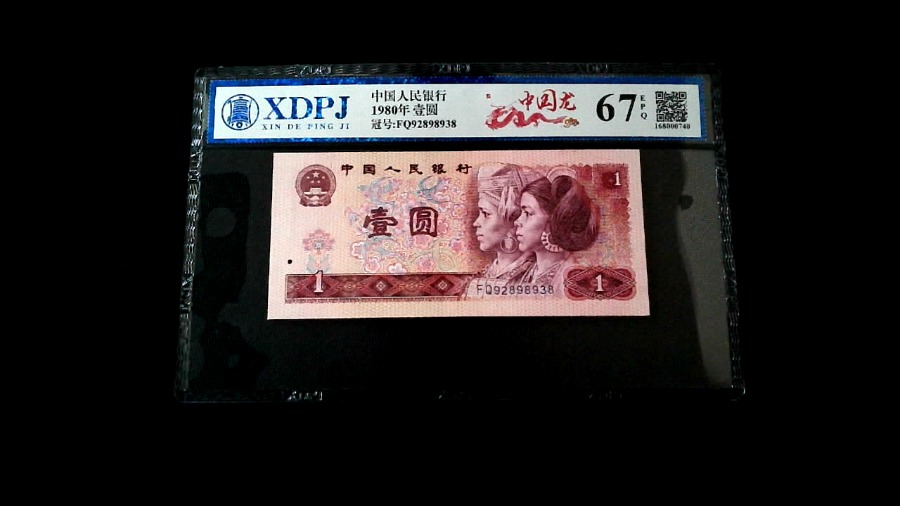 XDPJ
XIN DE PING JI
中国人民银行
1980年 壹圆
冠号:FQ92898938
中国龙
67
EPQ
168000740
中国人民银行
1
壹圆
1
FQ92898938
1